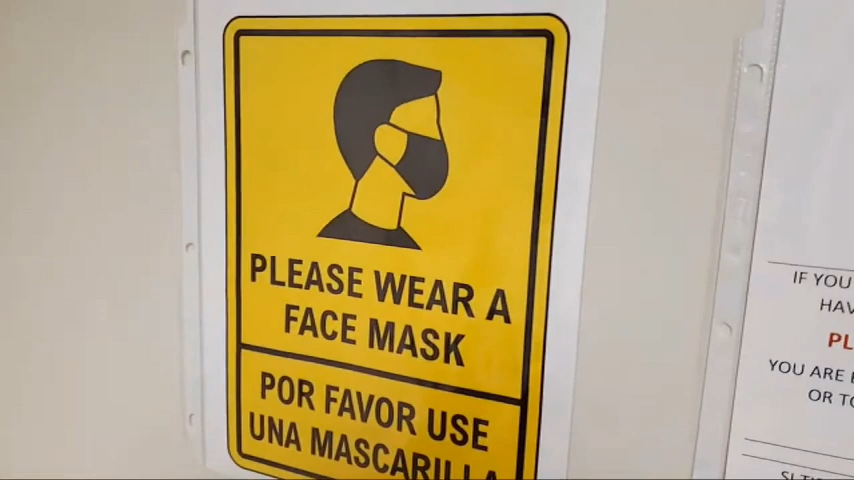 PLEASE WEAR A
FACE MASK
POR FAVOR USE
UNA MASCARILLA
IF YOU
HAV
PL
YOU ARE
OR TO